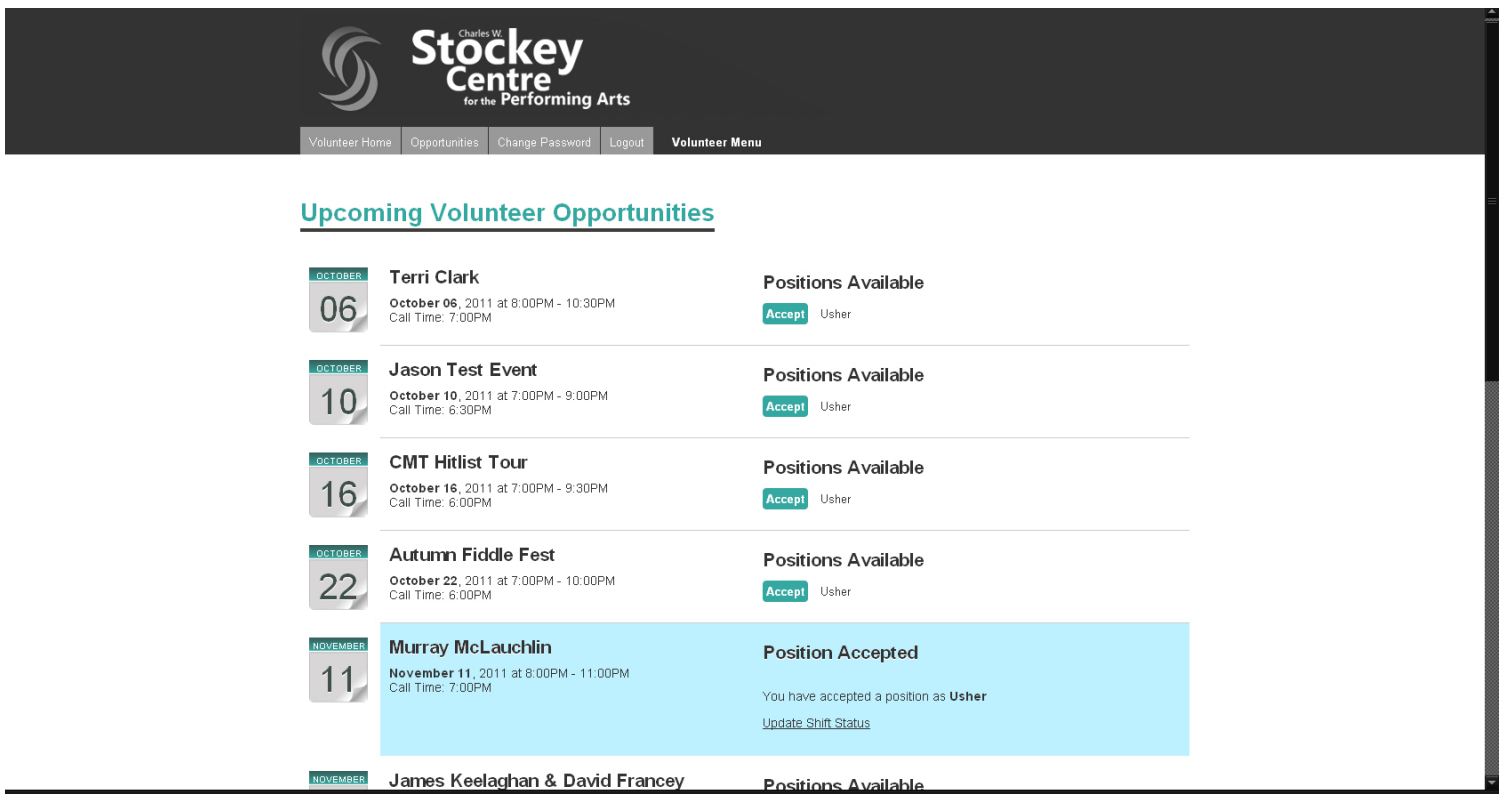 Charles W.
Stockey
Centre
for the Performing Arts
Volunteer Home Opportunities Change Password Logout Volunteer Menu
Upcoming Volunteer Opportunities
OCTOBER
06
Terri Clark
October 06, 2011 at 8:00PM - 10:30PM
Call Time: 7:00PM
Positions Available
Accept Usher
OCTOBER
10
Jason Test Event
October 10, 2011 at 7:00PM - 9:00PM
Call Time: 6:30PM
Positions Available
Accept Usher
OCTOBER
16
CMT Hitlist Tour
October 16, 2011 at 7:00PM - 9:30PM
Call Time: 6:00PM
Positions Available
Accept Usher
OCTOBER
22
Autumn Fiddle Fest
October 22, 2011 at 7:00PM - 10:00PM
Call Time: 6:00PM
Positions Available
Accept Usher
NOVEMBER
11
Murray McLauchlin
November 11, 2011 at 8:00PM - 11:00PM
Call Time: 7:00PM
Position Accepted
You have accepted a position as Usher
Update Shift Status
NOVEMBER
James Keelaghan & David Francey
Positions Available